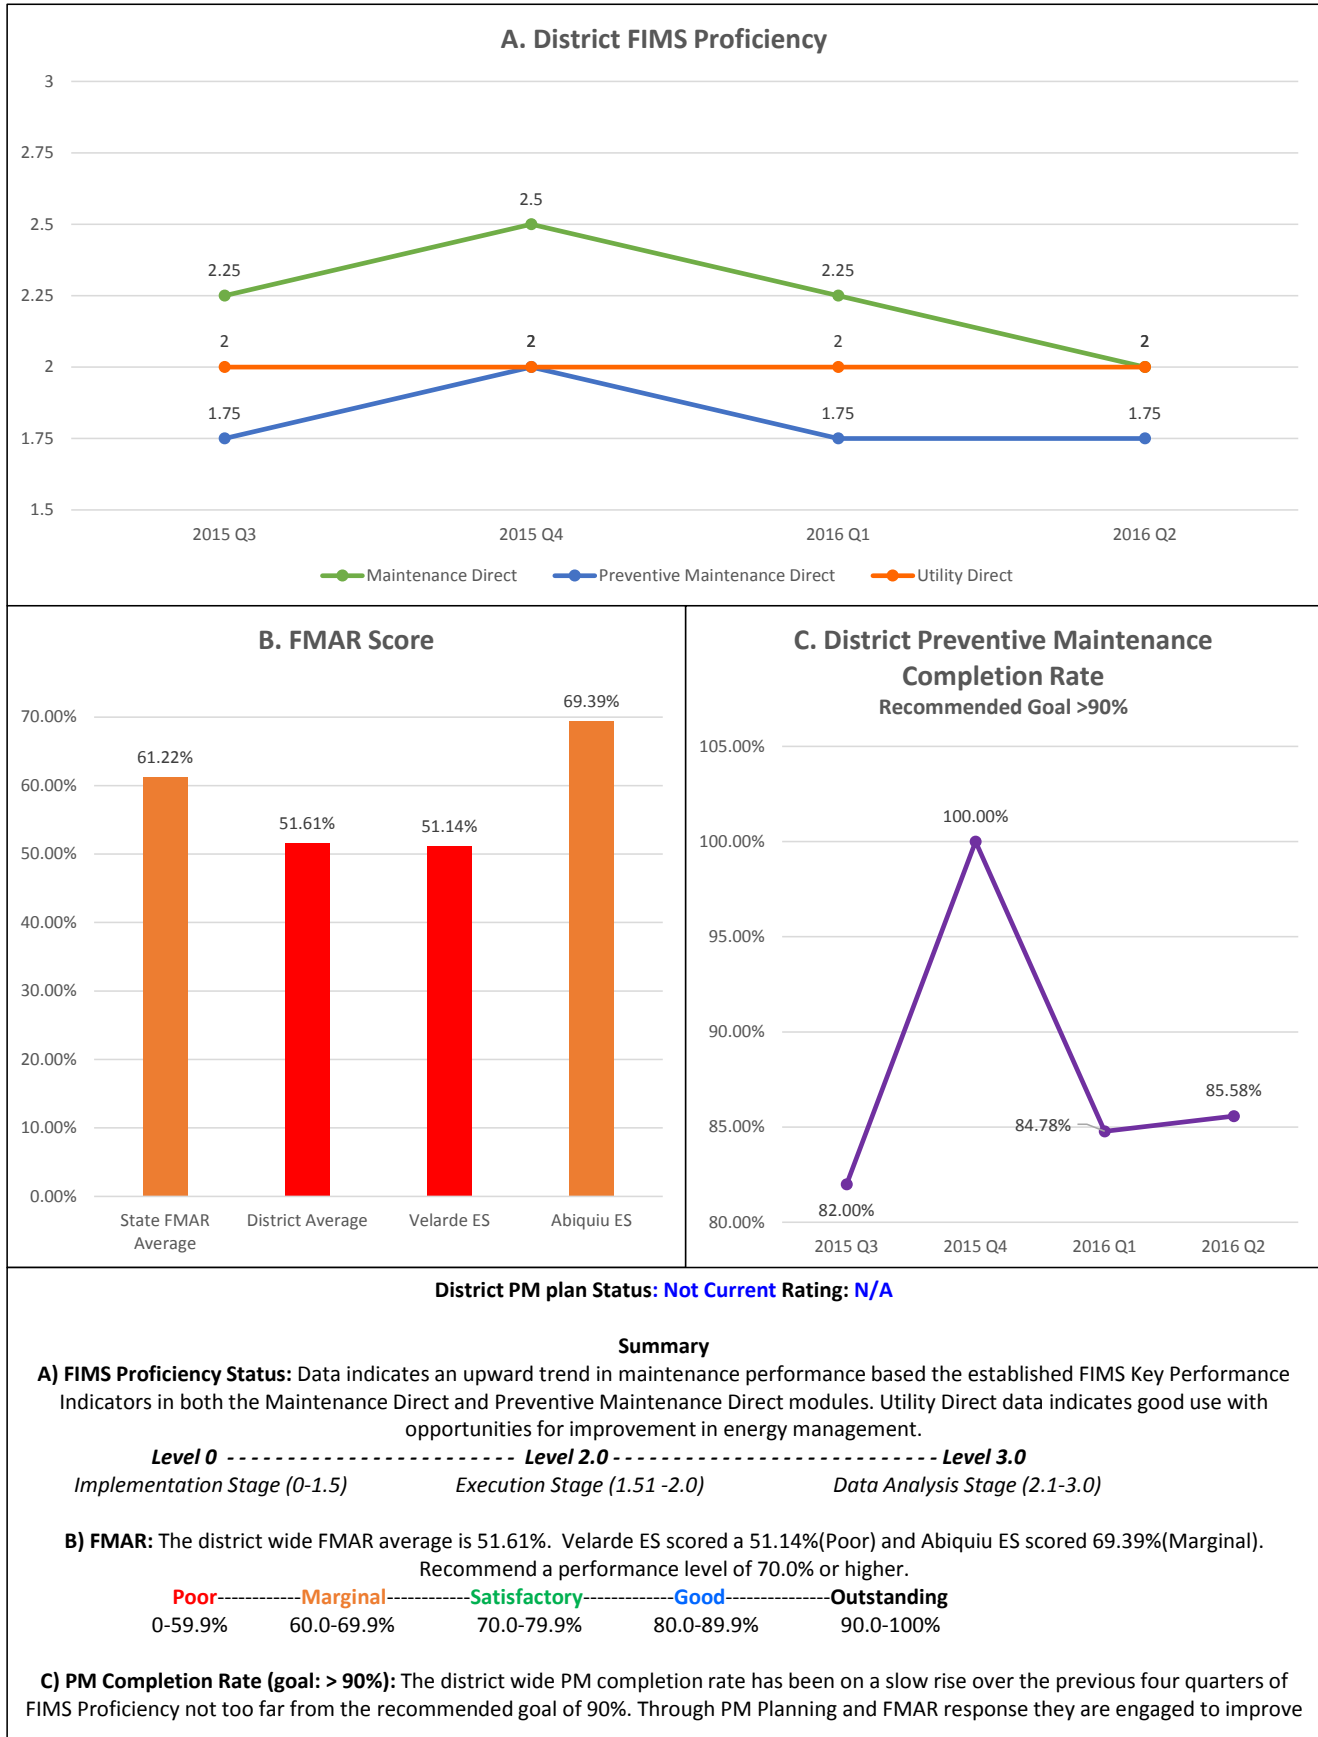 A. District FIMS Proficiency
3
2.75
2.5
2.25
2
1.75
1.5
2.25
2.5
2.25
2
2
2
2
1.75
1.75
1.75
2015 Q3
2015 Q4
2016 Q1
2016 Q2
Maintenance Direct
Preventive Maintenance Direct
Utility Direct
B. FMAR Score
70.00%
60.00%
50.00%
40.00%
30.00%
20.00%
10.00%
0.00%
61.22%
51.61%
51.14%
69.39%
State FMAR
Average
District Average
Velarde ES
Abiquiu ES
C. District Preventive Maintenance
Completion Rate
Recommended Goal >90%
105.00%
100.00%
95.00%
90.00%
85.00%
80.00%
82.00%
100.00%
84.78%
85.58%
2015 Q3
2015 Q4
2016 Q1
2016 Q2
District PM plan Status: Not Current Rating: N/A
Summary
A) FIMS Proficiency Status: Data indicates an upward trend in maintenance performance based the established FIMS Key Performance
Indicators in both the Maintenance Direct and Preventive Maintenance Direct modules. Utility Direct data indicates good use with
opportunities for improvement in energy management.
Level 0 - - - - - - - - - - - - - - - - - - - - - - - - Level 2.0 - - - - - - - - - - - - - - - - - - - - - - - - - - - Level 3.0
Implementation Stage (0-1.5) Execution Stage (1.51 -2.0) Data Analysis Stage (2.1-3.0)
B) FMAR: The district wide FMAR average is 51.61%. Velarde ES scored a 51.14%(Poor) and Abiquiu ES scored 69.39%(Marginal).
Recommend a performance level of 70.0% or higher.
Poor------------Marginal------------Satisfactory-------------Good---------------Outstanding
0-59.9% 60.0-69.9% 70.0-79.9% 80.0-89.9% 90.0-100%
C) PM Completion Rate (goal: > 90%): The district wide PM completion rate has been on a slow rise over the previous four quarters of
FIMS Proficiency not too far from the recommended goal of 90%. Through PM Planning and FMAR response they are engaged to improve